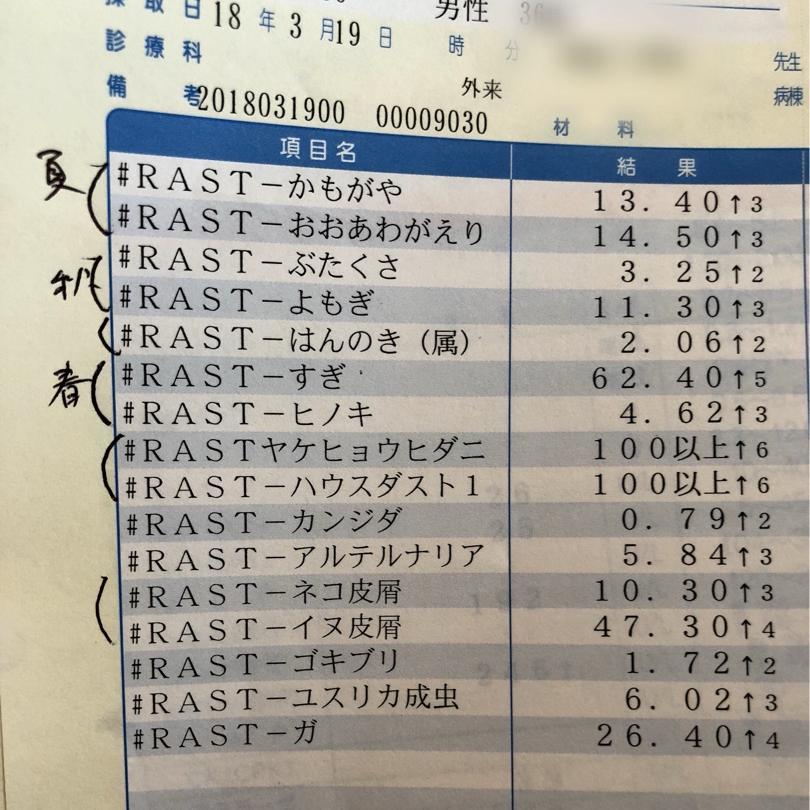 採取日 18年3月19日 男性 36
診療科 時 分 先生
備考 2018031900 00009030 外来 病棟
材料
項目名 結果
夏
#RAST-かもがや 13.40↑3
#RAST-おおあわがえり 14.50↑3
秋
#RAST-ぶたくさ 3.25↑2
#RAST-よもぎ 11.30↑3
#RAST-はんのき(属) 2.06↑2
春
#RAST-すぎ 62.40↑5
#RAST-ヒノキ 4.62↑3
#RASTヤケヒョウヒダニ 100以上↑6
#RAST-ハウスダスト1 100以上↑6
#RAST-カンジダ 0.79↑2
#RAST-アルテルナリア 5.84↑3
#RAST-ネコ皮屑 10.30↑3
#RAST-イヌ皮屑 47.30↑4
#RAST-ゴキブリ 1.72↑2
#RAST-ユスリカ成虫 6.02↑3
#RAST-ガ 26.40↑4